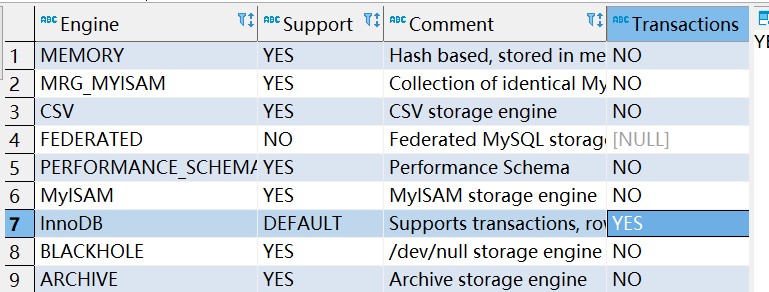 ABC Engine ABC Support ABC Comment ABC Transactions
1 MEMORY YES Hash based, stored in me NO
2 MRG_MYISAM YES Collection of identical My NO
3 CSV YES CSV storage engine NO
4 FEDERATED NO Federated MySQL storag [NULL]
5 PERFORMANCE_SCHEMA YES Performance Schema NO
6 MyISAM YES MyISAM storage engine NO
7 InnoDB DEFAULT Supports transactions, ro YES
8 BLACKHOLE YES /dev/null storage engine NO
9 ARCHIVE YES Archive storage engine NO